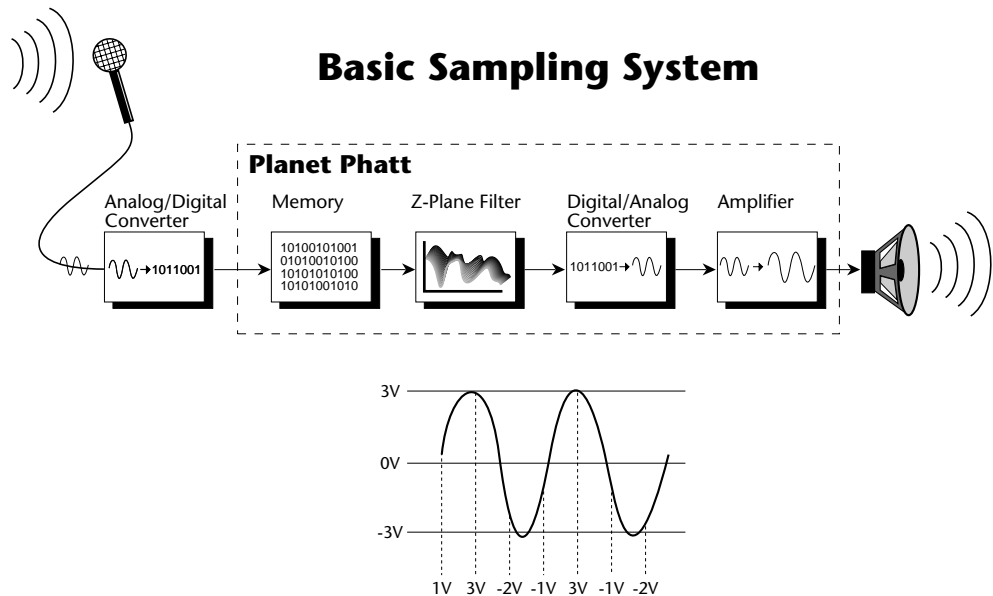 Basic Sampling System
Planet Phatt
Analog/Digital
Converter
Memory
Z-Plane Filter
Digital/Analog
Converter
Amplifier
→1011001
10100101001
01010010100
10101010100
10101001010
1011001→
→
3V
0V
-3V
1V 3V -2V -1V 3V -1V -2V